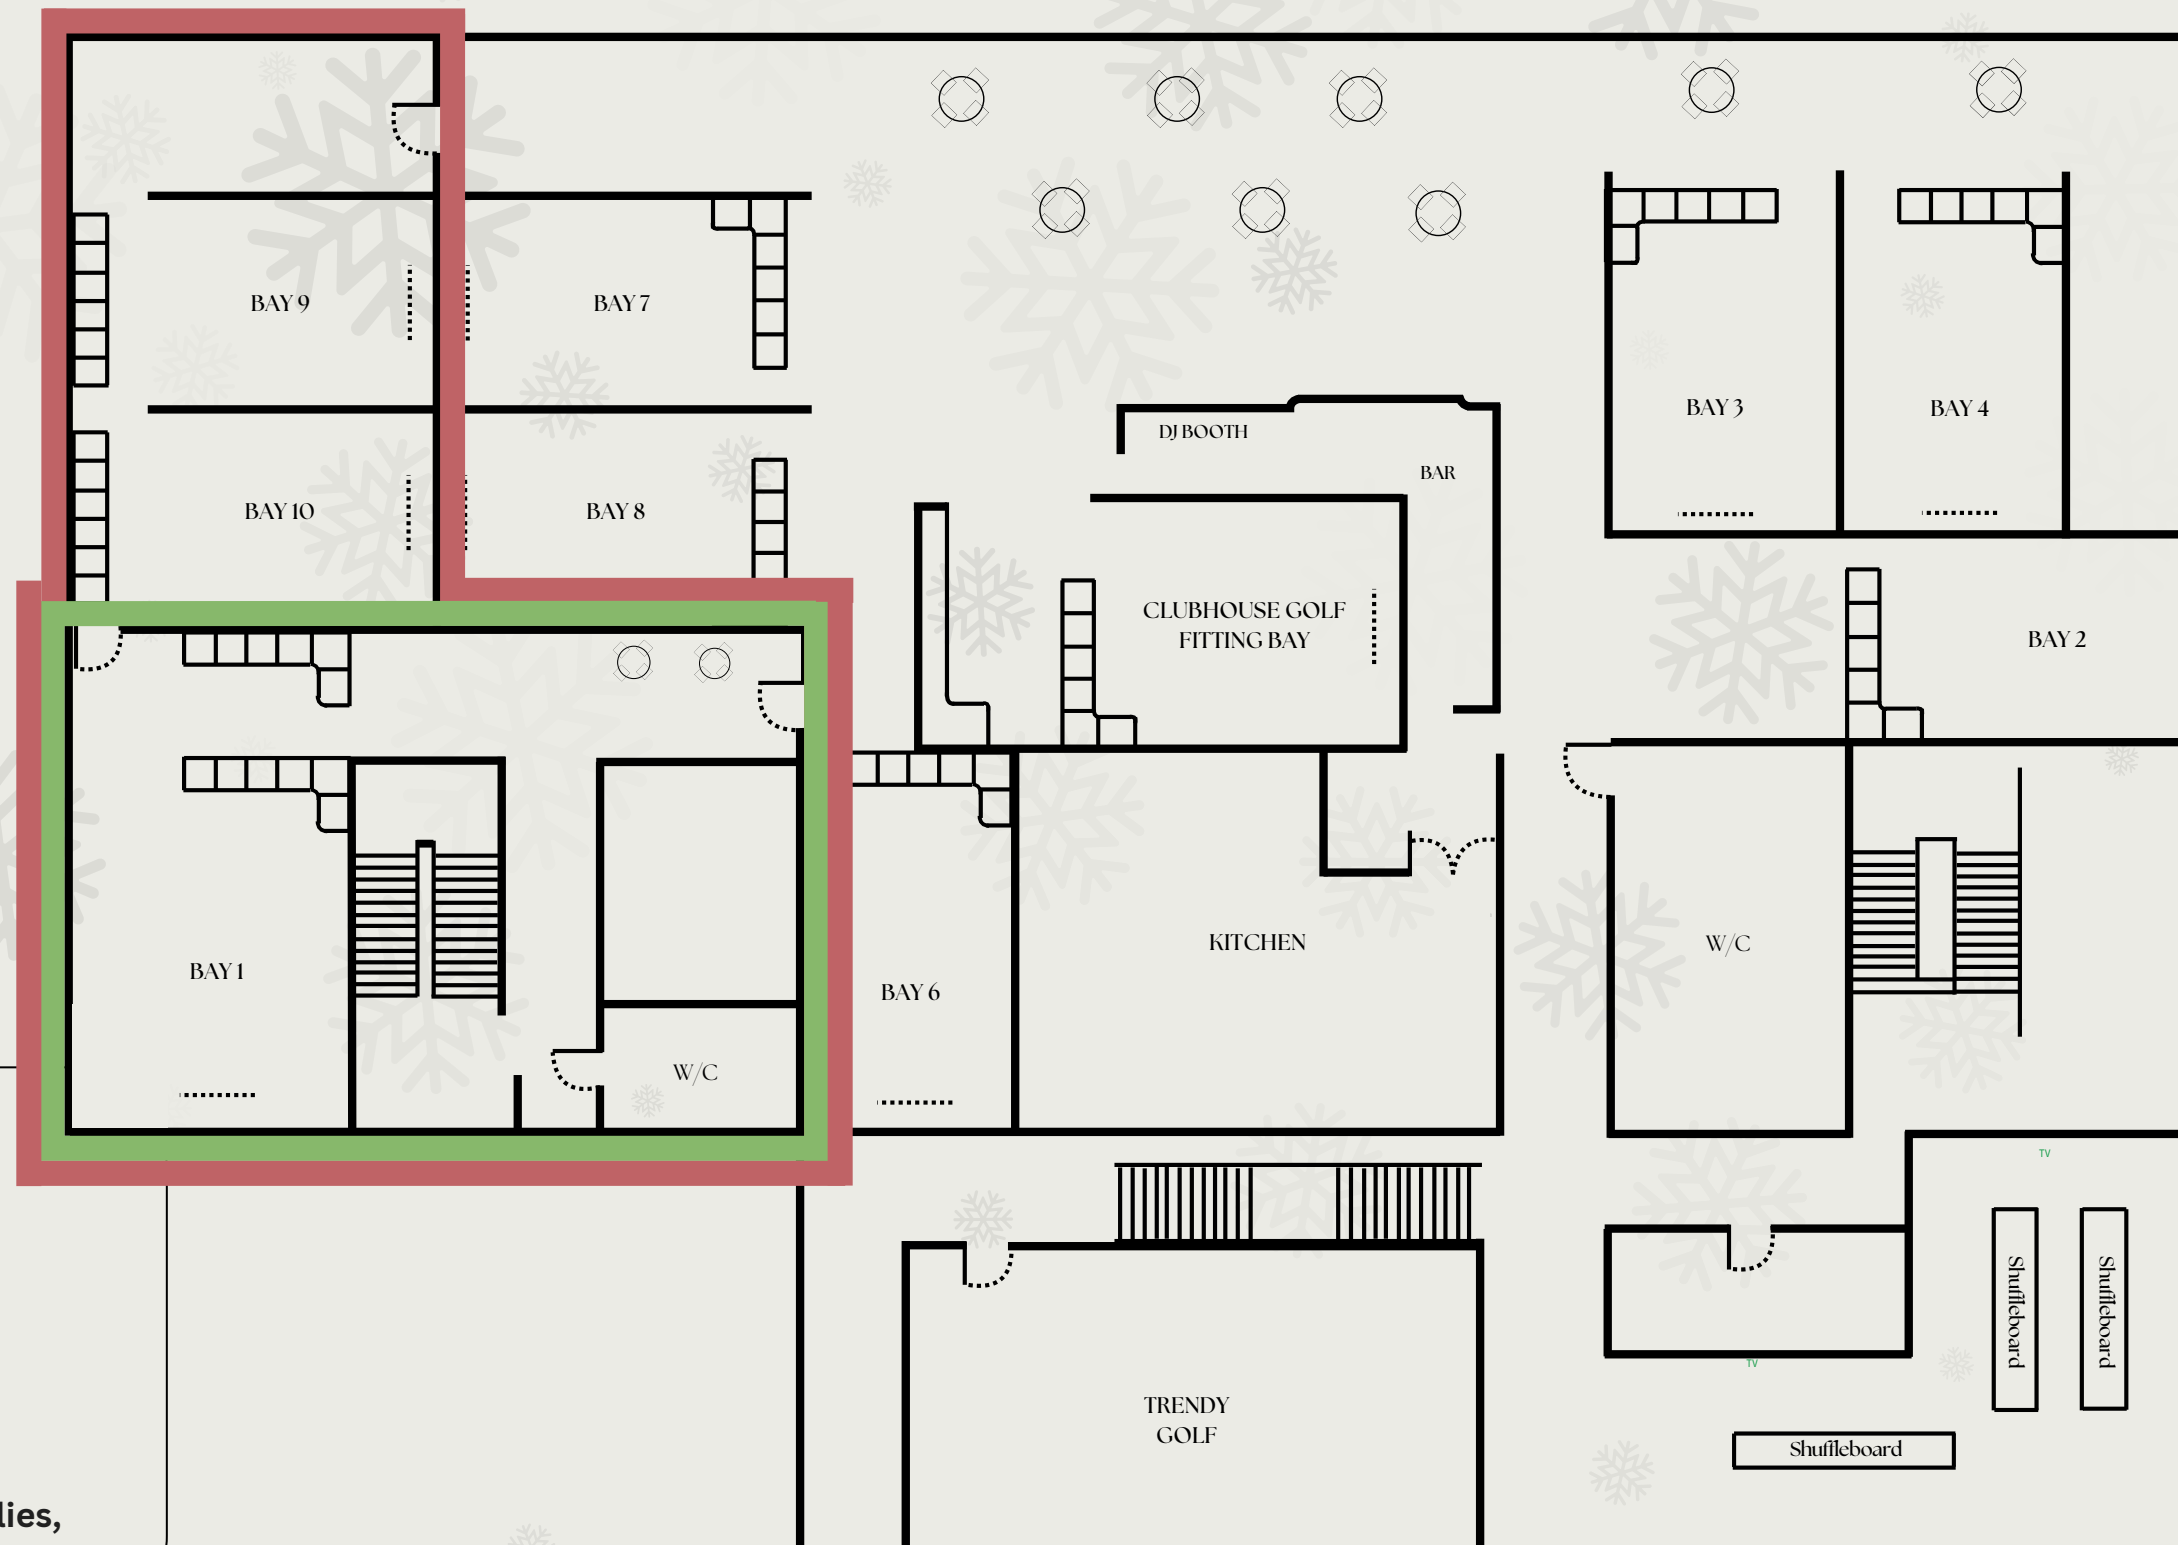 BAY 9
BAY 7
BAY 3
BAY 4
DJ BOOTH
BAR
BAY 10
BAY 8
CLUBHOUSE GOLF
FITTING BAY
BAY 2
KITCHEN
W/C
BAY 1
BAY 6
W/C
TV
Shuffleboard
Shuffleboard
TV
TRENDY
GOLF
Shuffleboard
lies,